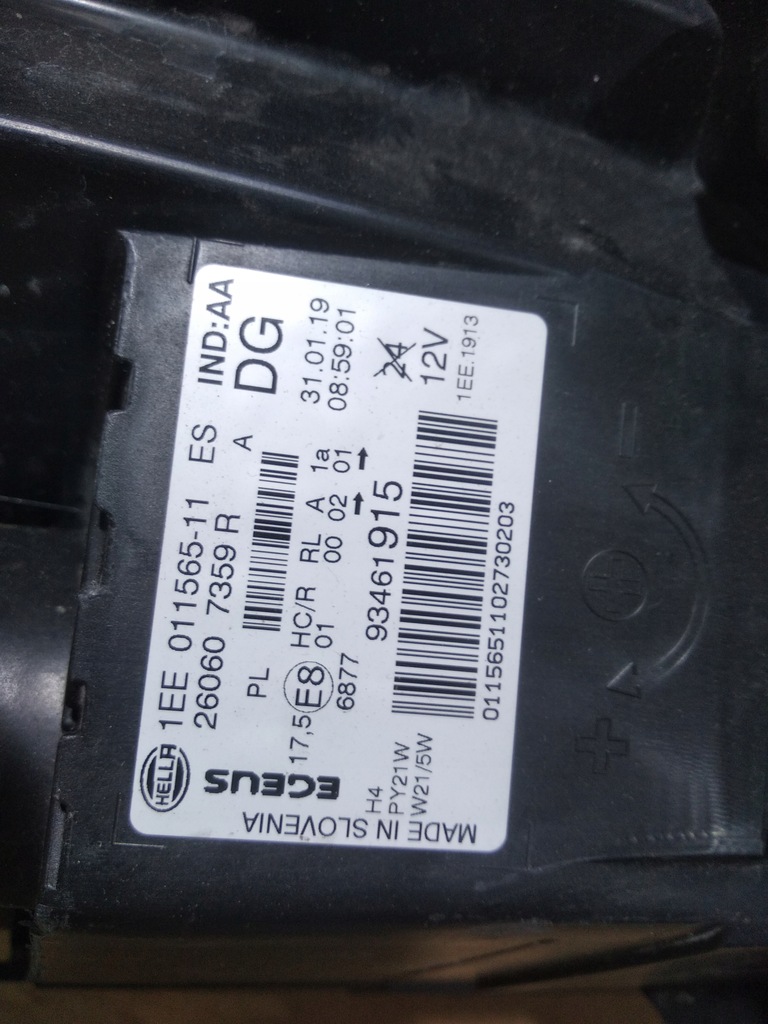 HELLA 1EE 011565-11 ES IND:AA
26060 7359 R A DG
ECEUS
PL
31.01.19
08:59:01
17,5 E8 HC/R RL A 1a
01 00 02 01
6877
24
12V
93461915
1EE.1913
H4
PY21W
W21/5W
011565110273020​3
MADE IN SLOVENIA